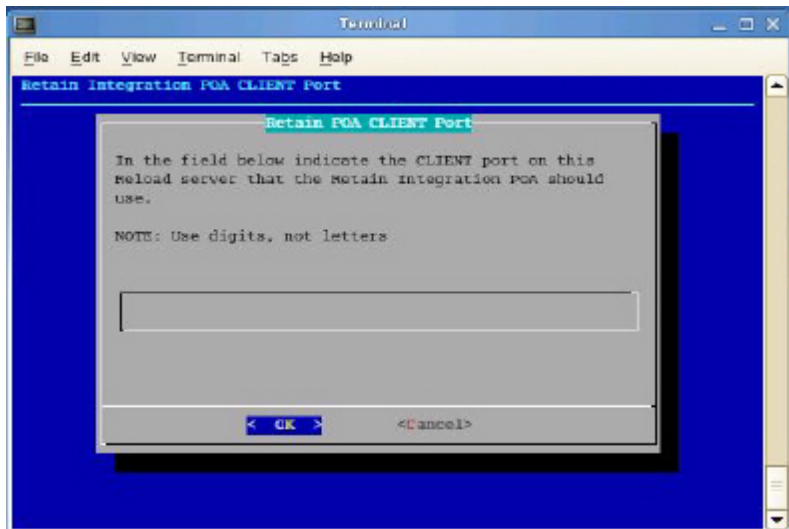 Terminal
File Edit View Terminal Tabs Help
Retain Integration POA CLIENT Port
Retain POA CLIENT Port
In the field below indicate the CLIENT port on this
Reload server that the Retain Integration POA should
use.
NOTE: Use digits, not letters
< OK > <Cancel>